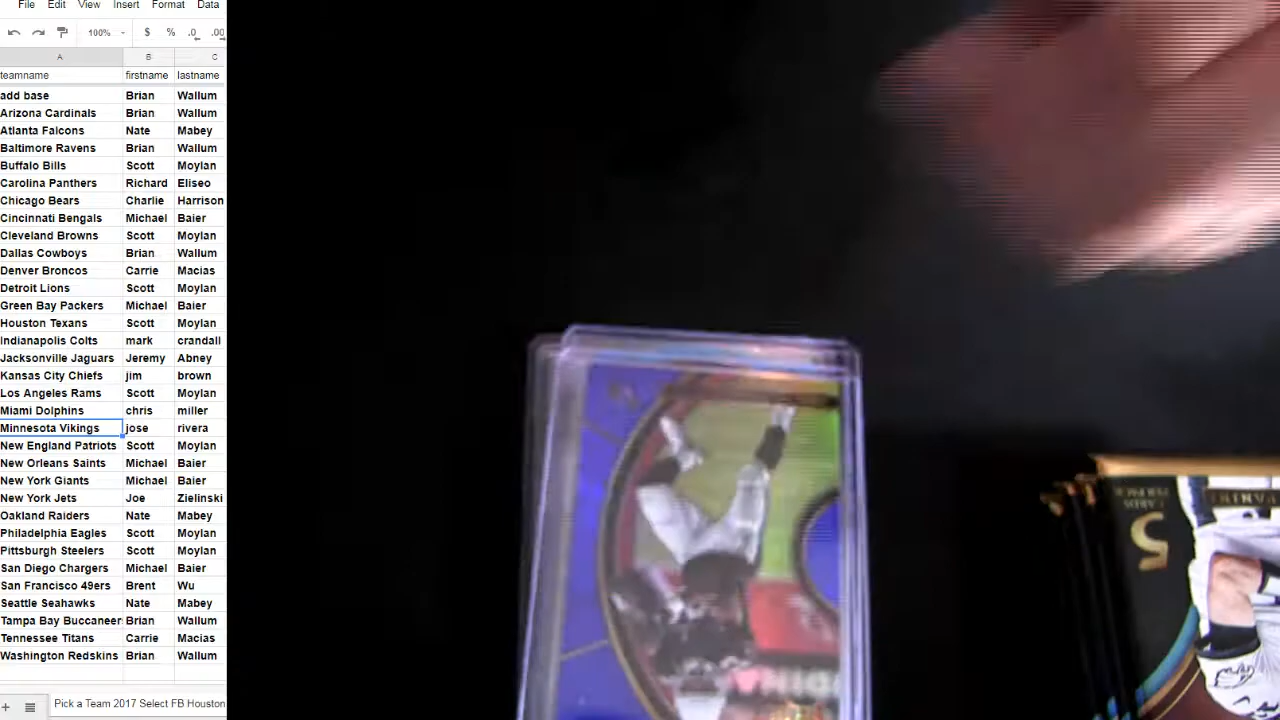 File Edit View Insert Format Data
100% $ % .0 .00
A B C
teamname firstname lastname
add base Brian Wallum
Arizona Cardinals Brian Wallum
Atlanta Falcons Nate Mabey
Baltimore Ravens Brian Wallum
Buffalo Bills Scott Moylan
Carolina Panthers Richard Eliseo
Chicago Bears Charlie Harrison
Cincinnati Bengals Michael Baier
Cleveland Browns Scott Moylan
Dallas Cowboys Brian Wallum
Denver Broncos Carrie Macias
Detroit Lions Scott Moylan
Green Bay Packers Michael Baier
Houston Texans Scott Moylan
Indianapolis Colts mark crandall
Jacksonville Jaguars Jeremy Abney
Kansas City Chiefs jim brown
Los Angeles Rams Scott Moylan
Miami Dolphins chris miller
Minnesota Vikings jose rivera
New England Patriots Scott Moylan
New Orleans Saints Michael Baier
New York Giants Michael Baier
New York Jets Joe Zielinski
Oakland Raiders Nate Mabey
Philadelphia Eagles Scott Moylan
Pittsburgh Steelers Scott Moylan
San Diego Chargers Michael Baier
San Francisco 49ers Brent Wu
Seattle Seahawks Nate Mabey
Tampa Bay Buccaneer Brian Wallum
Tennessee Titans Carrie Macias
Washington Redskins Brian Wallum
Pick a Team 2017 Select FB Houston
5
CARDS
PER PACK